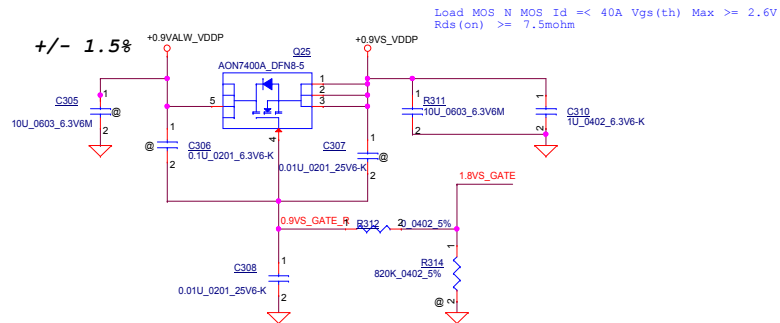 Load MOS N MOS Id =< 40A Vgs(th) Max >= 2.6V
Rds(on) >= 7.5mohm
+/- 1.5%
+0.9VALW_VDDP
+0.9VS_VDDP
Q25
AON7400A_DFN8-5
C305
1
@
10U_0603_6.3V6M
2
5
1
2
3
4
1
R311
10U_0603_6.3V6M
2
1
C310
1U_0402_6.3V6-K
2
1
C306
@
0.1U_0201_6.3V6-K
2
1
C307
@
0.01U_0201_25V6-K
2
1.8VS_GATE
0.9VS_GATE_R
1
R312
2
0_0402_5%
1
C308
0.01U_0201_25V6-K
2
1
R314
820K_0402_5%
@
2